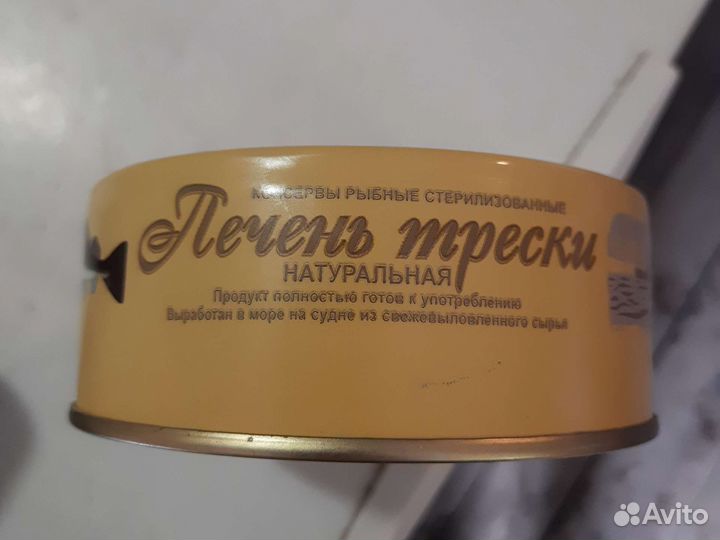 КОНСЕРВЫ РЫБНЫЕ СТЕРИЛИЗОВАННЫЕ
Печень трески
НАТУРАЛЬНАЯ
Продукт полностью готов к употреблению
Выработан в море на судне из свежевыловленного сырья
Avito